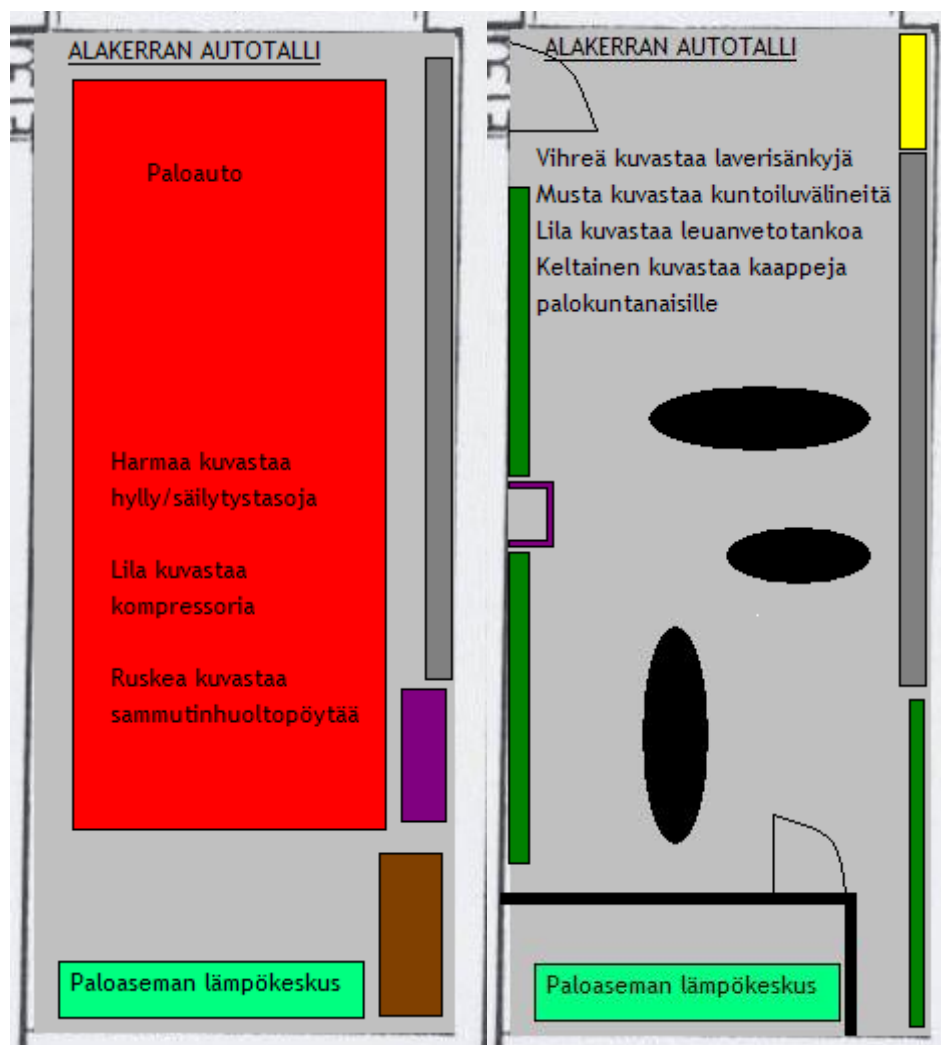 ALAKERRAN AUTOTALLI
Paloauto
Harmaa kuvastaa
hylly/säilytystasoja
Lila kuvastaa
kompressoria
Ruskea kuvastaa
sammutinhuoltopöytää
Paloaseman lämpökeskus
ALAKERRAN AUTOTALLI
Vihreä kuvastaa laverisänkyjä
Musta kuvastaa kuntoiluvälineitä
Lila kuvastaa leuanvetotankoa
Keltainen kuvastaa kaappeja
palokuntanaisille
Paloaseman lämpökeskus